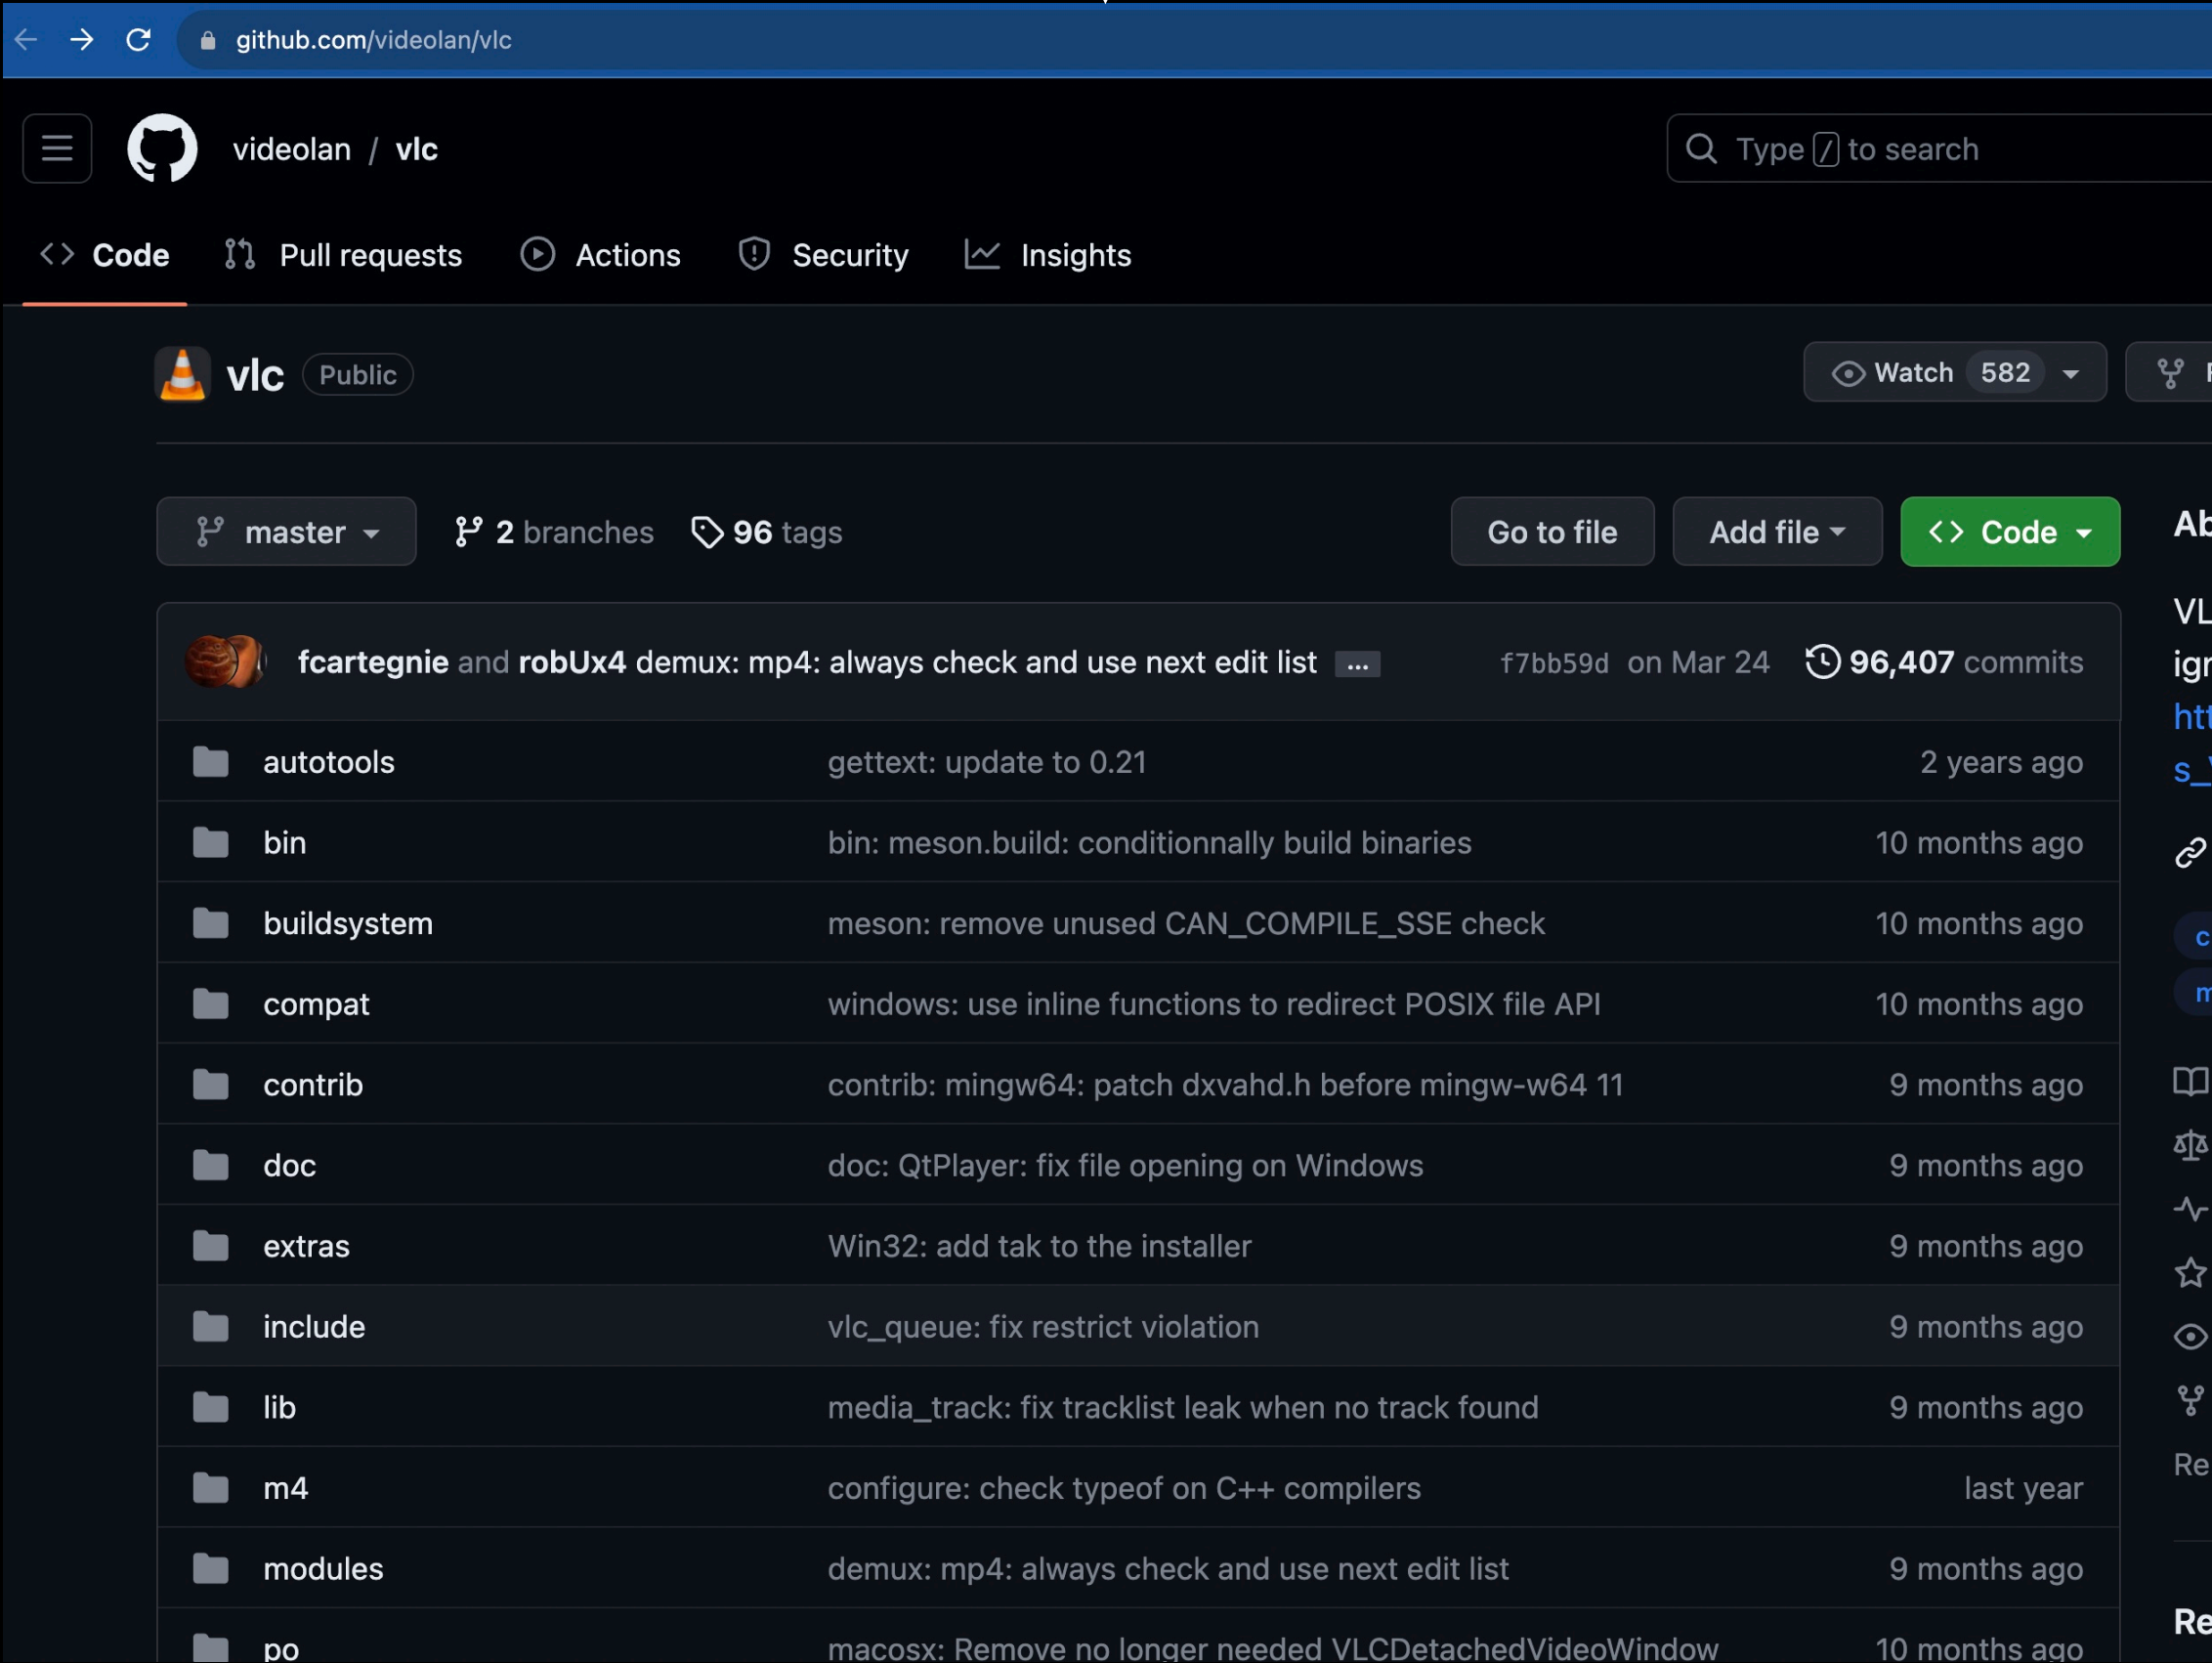 github.com/videolan/vlc
videolan / vlc
Type / to search
Code Pull requests Actions Security Insights
vlc Public
Watch 582
master 2 branches 96 tags
Go to file Add file Code
fcartegnie and robUx4 demux: mp4: always check and use next edit list ... f7bb59d on Mar 24 96,407 commits
autotools gettext: update to 0.21 2 years ago
bin bin: meson.build: conditionnally build binaries 10 months ago
buildsystem meson: remove unused CAN_COMPILE_SSE check 10 months ago
compat windows: use inline functions to redirect POSIX file API 10 months ago
contrib contrib: mingw64: patch dxvahd.h before mingw-w64 11 9 months ago
doc doc: QtPlayer: fix file opening on Windows 9 months ago
extras Win32: add tak to the installer 9 months ago
include vlc_queue: fix restrict violation 9 months ago
lib media_track: fix tracklist leak when no track found 9 months ago
m4 configure: check typeof on C++ compilers last year
modules demux: mp4: always check and use next edit list 9 months ago
po macosx: Remove no longer needed VLCDetachedVideoWindow 10 months ago